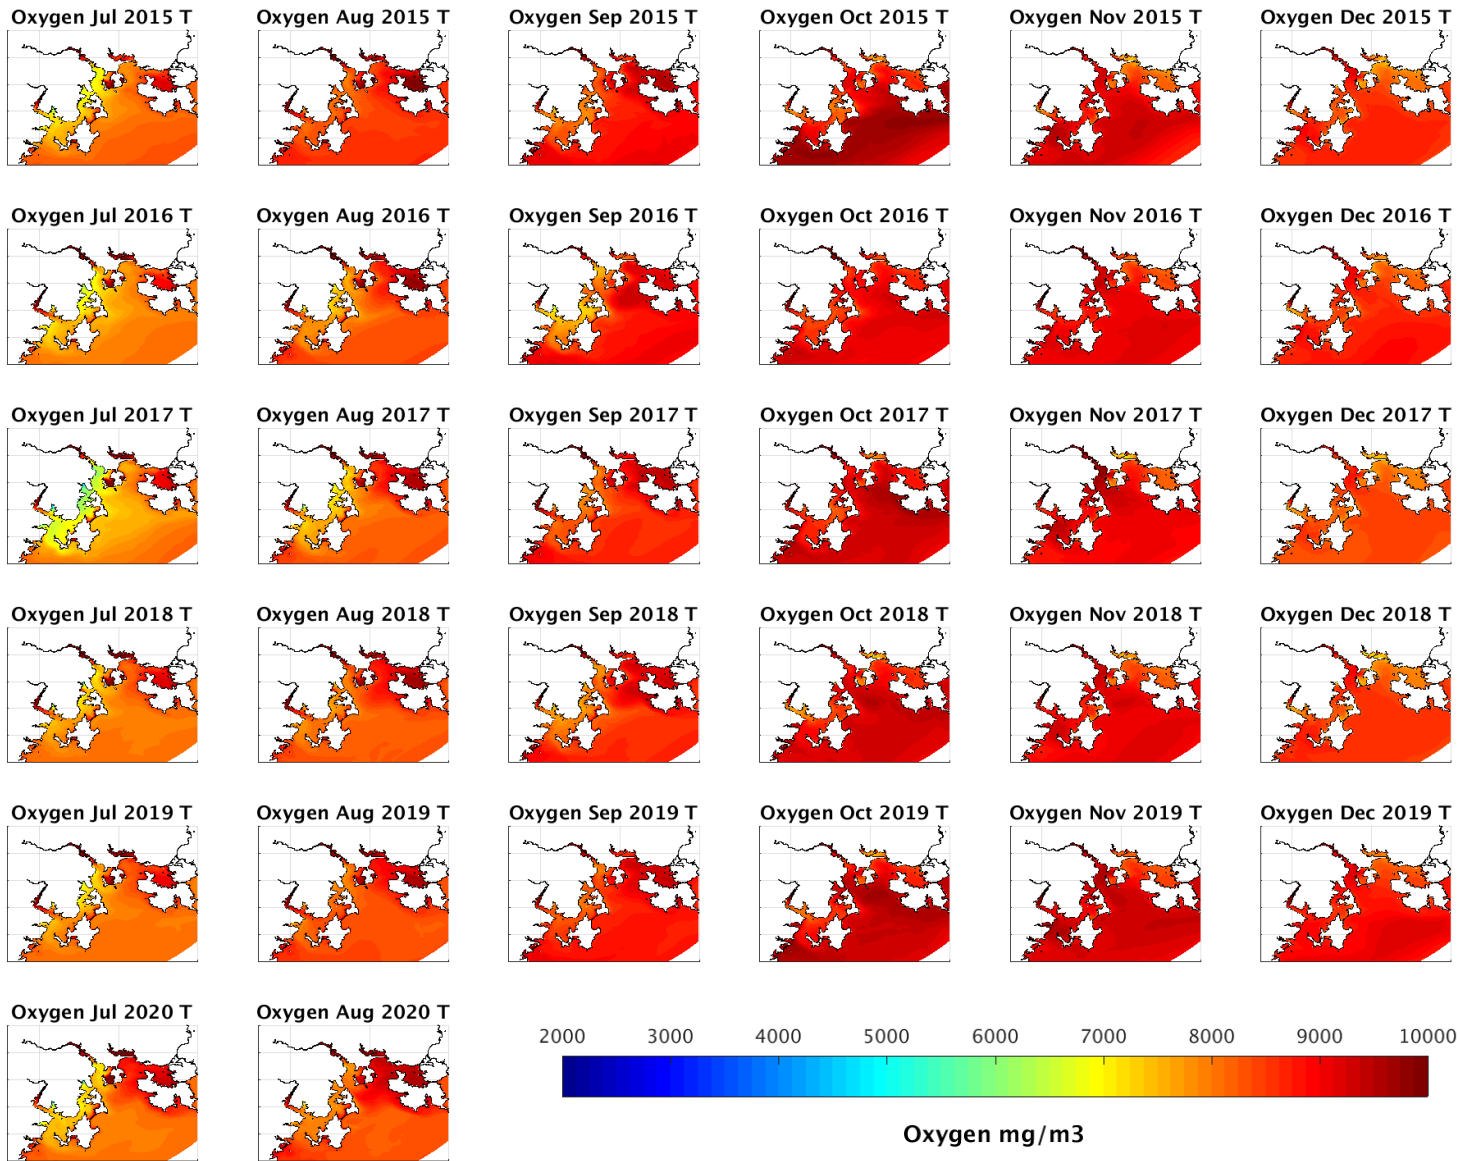 Oxygen Jul 2015 T Oxygen Aug 2015 T Oxygen Sep 2015 T Oxygen Oct 2015 T Oxygen Nov 2015 T Oxygen Dec 2015 T
Oxygen Jul 2016 T Oxygen Aug 2016 T Oxygen Sep 2016 T Oxygen Oct 2016 T Oxygen Nov 2016 T Oxygen Dec 2016 T
Oxygen Jul 2017 T Oxygen Aug 2017 T Oxygen Sep 2017 T Oxygen Oct 2017 T Oxygen Nov 2017 T Oxygen Dec 2017 T
Oxygen Jul 2018 T Oxygen Aug 2018 T Oxygen Sep 2018 T Oxygen Oct 2018 T Oxygen Nov 2018 T Oxygen Dec 2018 T
Oxygen Jul 2019 T Oxygen Aug 2019 T Oxygen Sep 2019 T Oxygen Oct 2019 T Oxygen Nov 2019 T Oxygen Dec 2019 T
Oxygen Jul 2020 T Oxygen Aug 2020 T
2000 3000 4000 5000 6000 7000 8000 9000 10000
Oxygen mg/m3